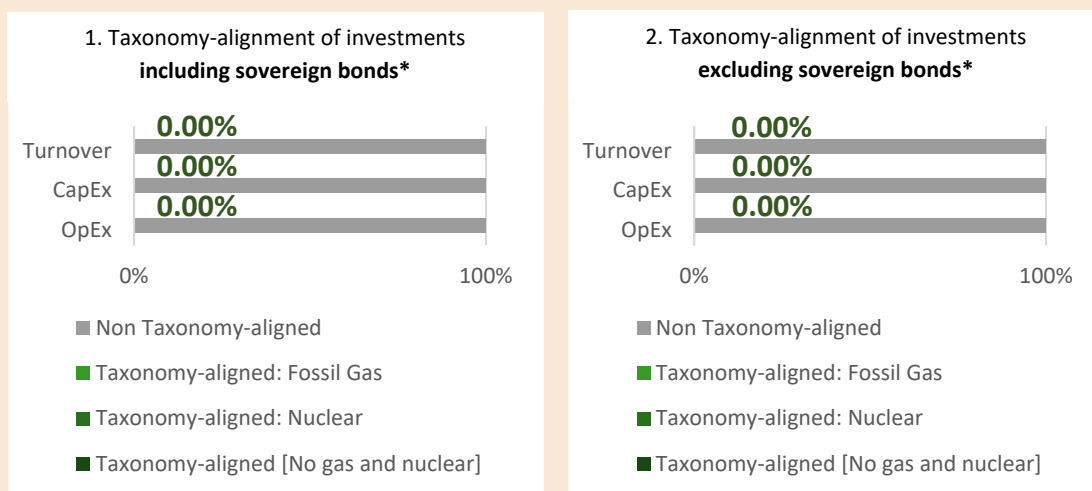 1. Taxonomy-alignment of investments
including sovereign bonds*
0.00%
Turnover
0.00%
CapEx
0.00%
OpEx
0%
100%
Non Taxonomy-aligned
Taxonomy-aligned: Fossil Gas
Taxonomy-aligned: Nuclear
Taxonomy-aligned [No gas and nuclear]
2. Taxonomy-alignment of investments
excluding sovereign bonds*
0.00%
Turnover
0.00%
CapEx
0.00%
OpEx
0%
100%
Non Taxonomy-aligned
Taxonomy-aligned: Fossil Gas
Taxonomy-aligned: Nuclear
Taxonomy-aligned [No gas and nuclear]